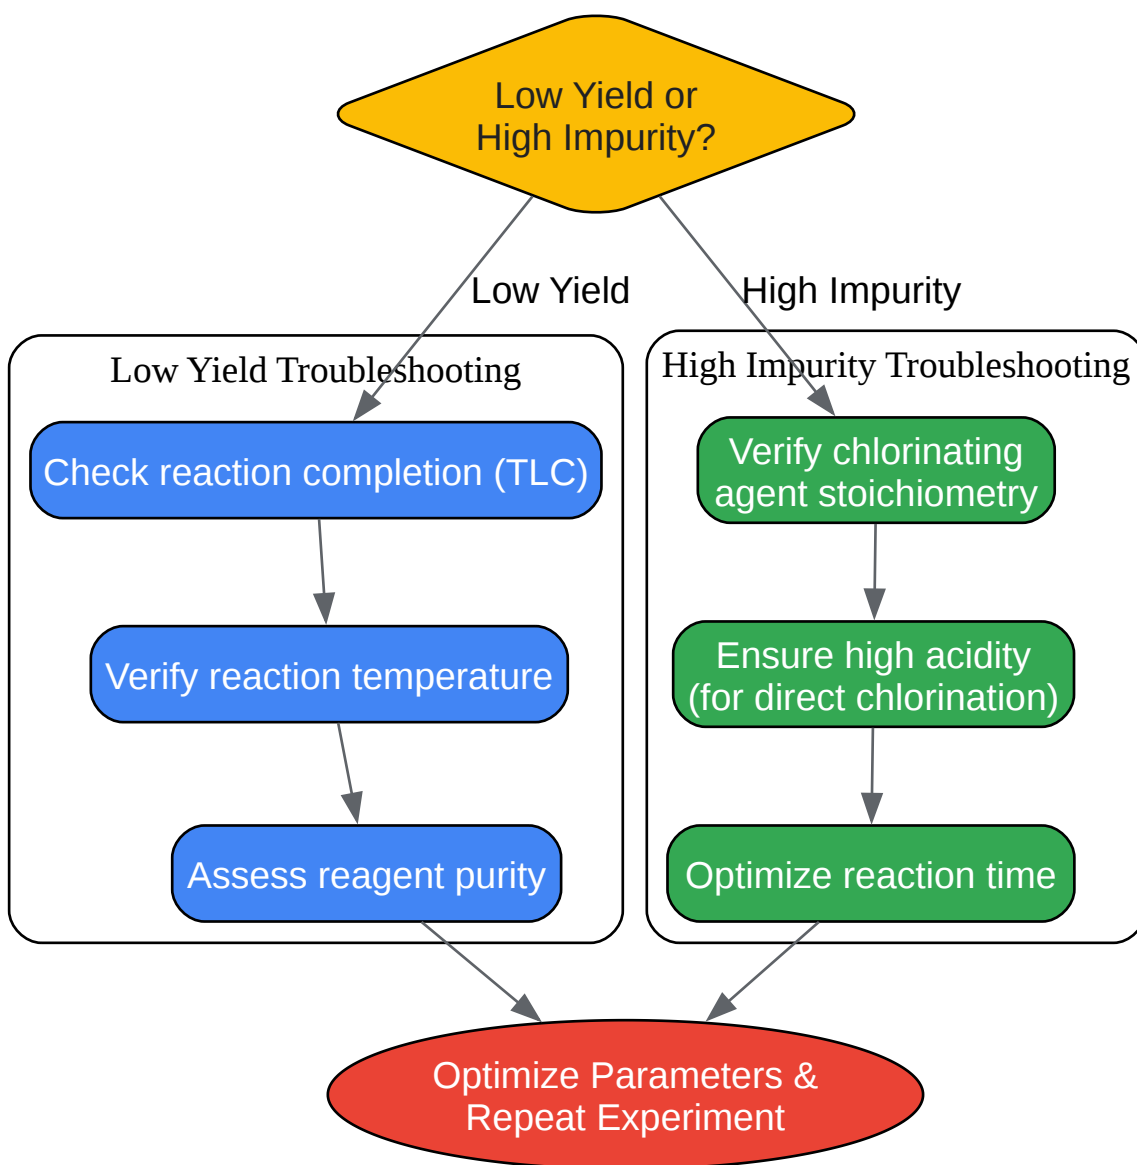 Low Yield or
High Impurity?
Low Yield
High Impurity
Low Yield Troubleshooting
Check reaction completion (TLC)
Verify reaction temperature
Assess reagent purity
High Impurity Troubleshooting
Verify chlorinating
agent stoichiometry
Ensure high acidity
(for direct chlorination)
Optimize reaction time
Optimize Parameters &
Repeat Experiment